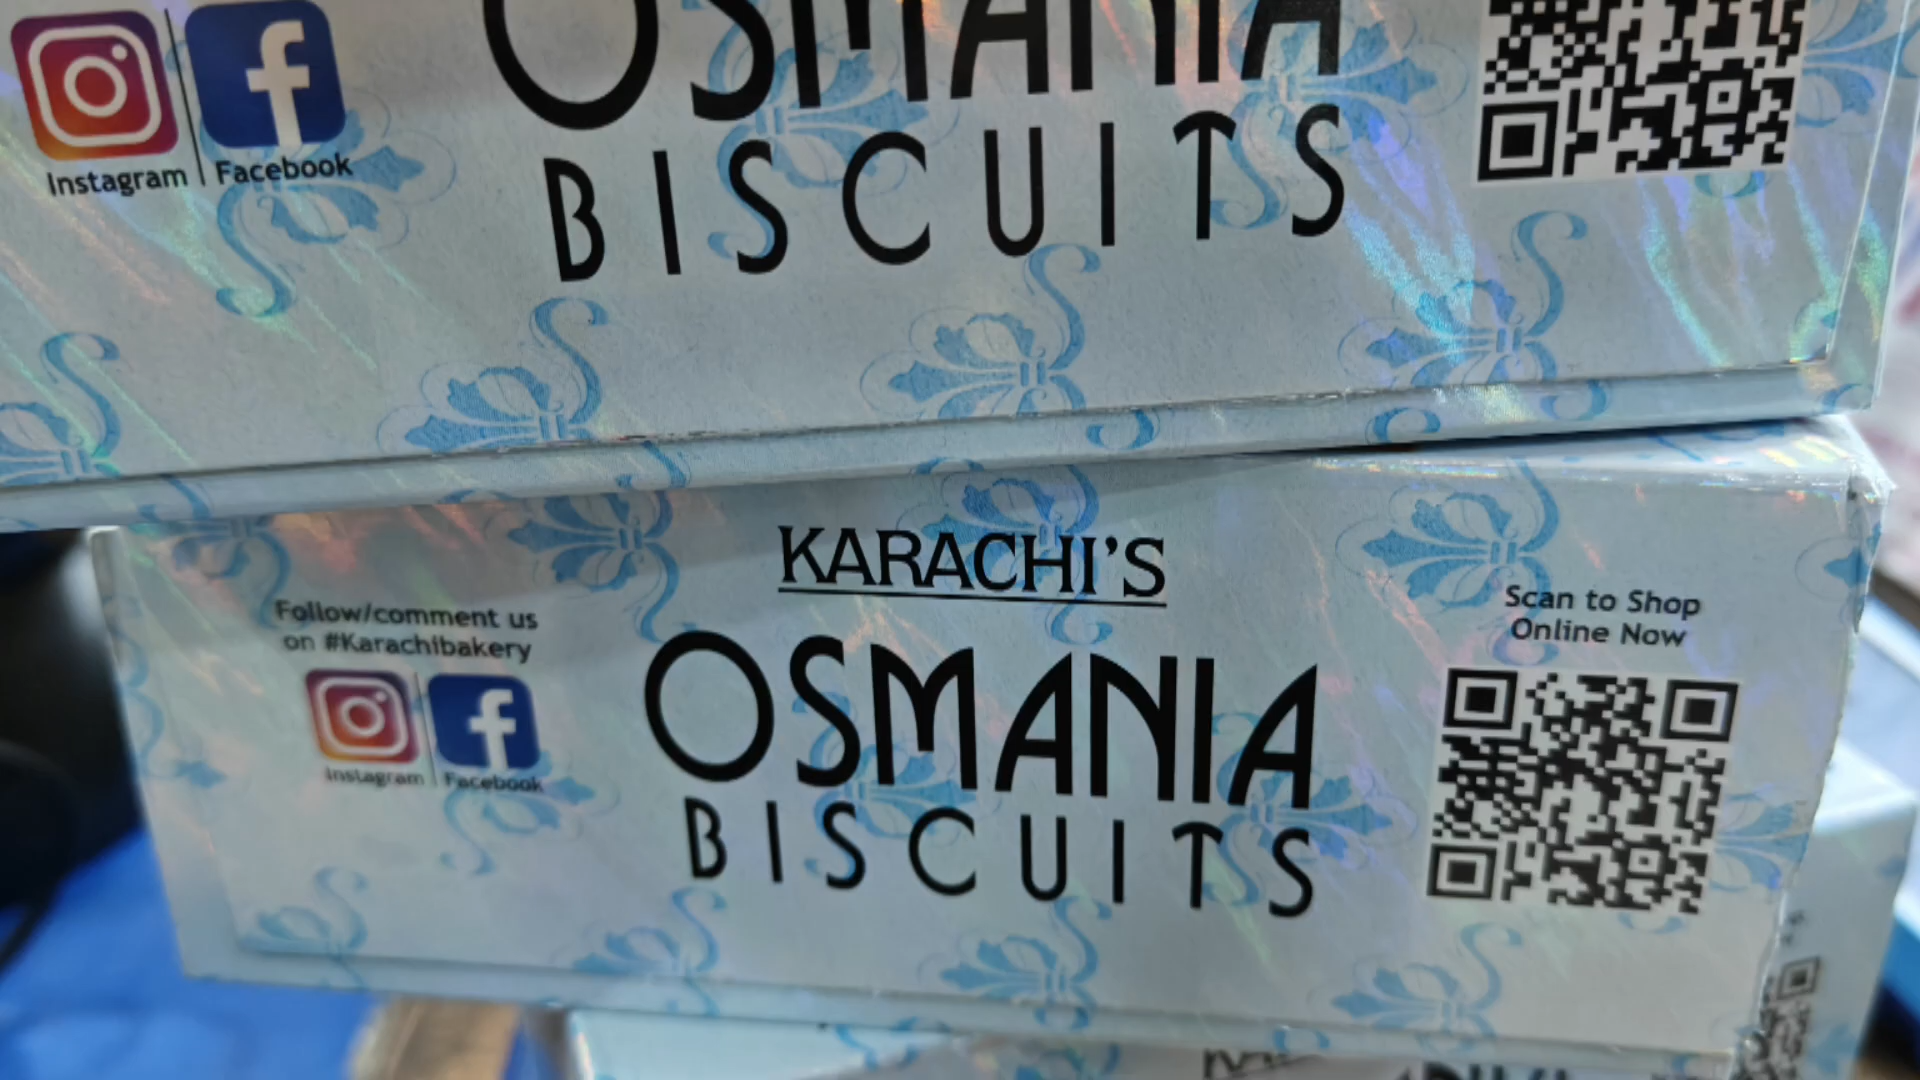 OSMANIA
BISCUITS
Instagram | Facebook
KARACHI'S
OSMANIA
BISCUITS
Follow/comment us
on #Karachibakery
Instagram | Facebook
Scan to Shop
Online Now